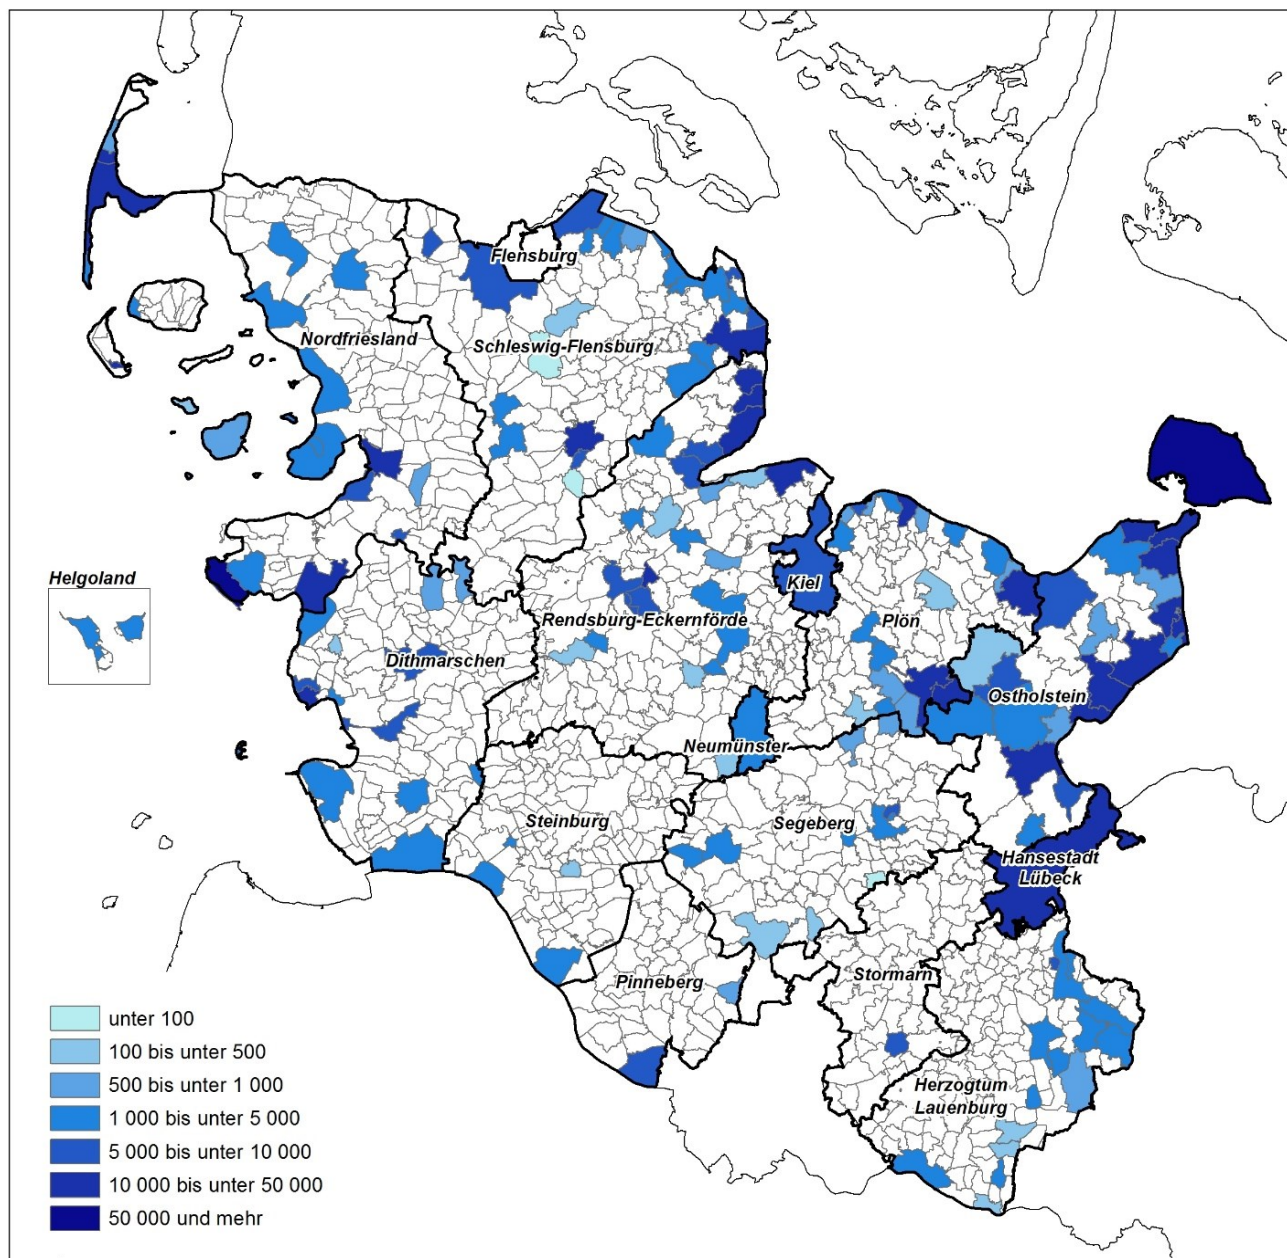 Flensburg
Nordfriesland
Schleswig-Flensburg
Helgoland
Kiel
Rendsburg-Eckernförde
Plön
Dithmarschen
Ostholstein
Neumünster
Steinburg
Segeberg
Hansestadt
Lübeck
Pinneberg
Stormarn
Herzogtum
Lauenburg
unter 100
100 bis unter 500
500 bis unter 1 000
1 000 bis unter 5 000
5 000 bis unter 10 000
10 000 bis unter 50 000
50 000 und mehr